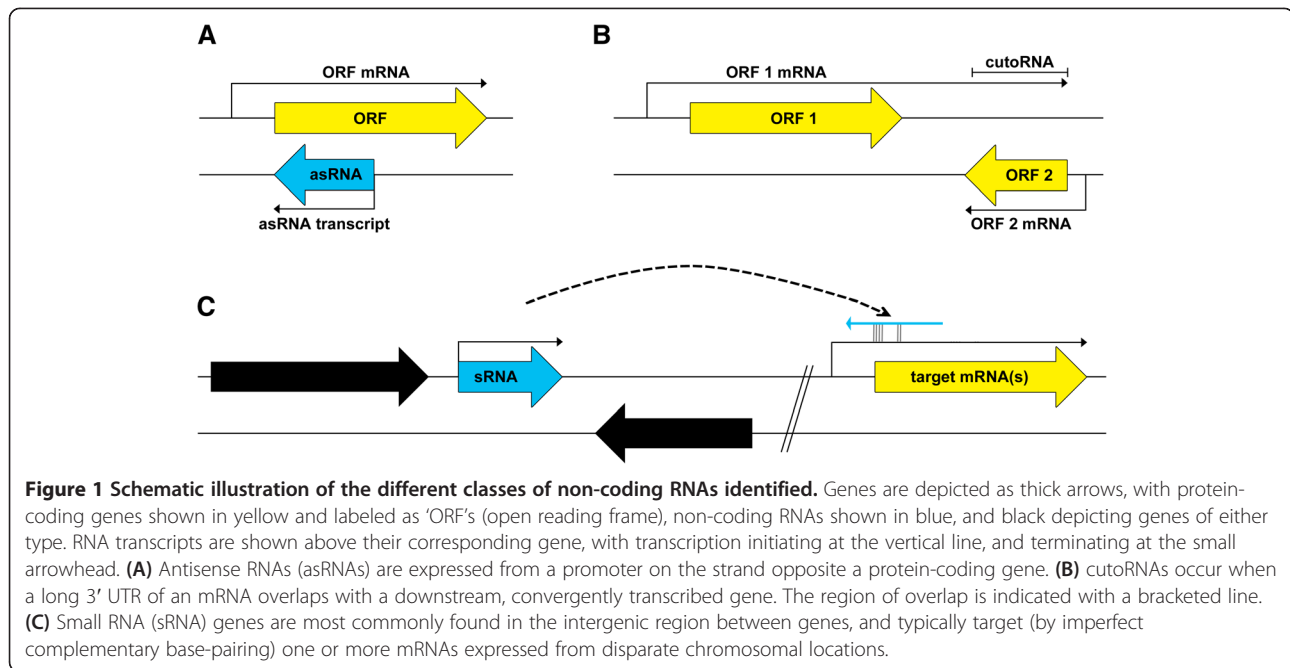 A
ORF mRNA
ORF
asRNA
asRNA transcript
B
cutoRNA
ORF 1 mRNA
ORF 1
ORF 2
ORF 2 mRNA
C
sRNA
target mRNA(s)
Figure 1 Schematic illustration of the different classes of non-coding RNAs identified. Genes are depicted as thick arrows, with protein-
coding genes shown in yellow and labeled as ‘ORF’s (open reading frame), non-coding RNAs shown in blue, and black depicting genes of either
type. RNA transcripts are shown above their corresponding gene, with transcription initiating at the vertical line, and terminating at the small
arrowhead. (A) Antisense RNAs (asRNAs) are expressed from a promoter on the strand opposite a protein-coding gene. (B) cutoRNAs occur when
a long 3′ UTR of an mRNA overlaps with a downstream, convergently transcribed gene. The region of overlap is indicated with a bracketed line.
(C) Small RNA (sRNA) genes are most commonly found in the intergenic region between genes, and typically target (by imperfect
complementary base-pairing) one or more mRNAs expressed from disparate chromosomal locations.